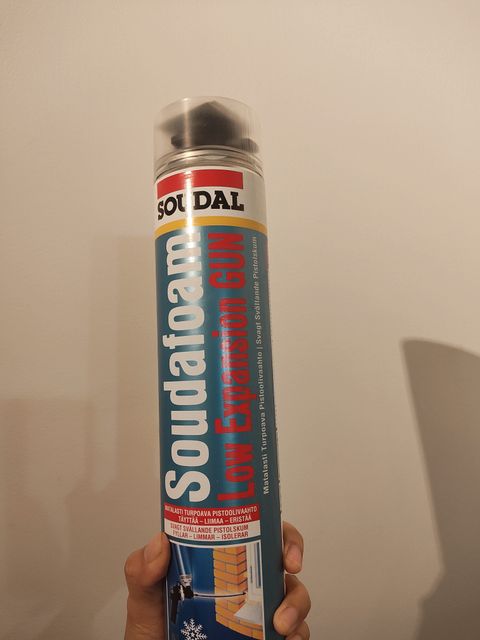 SOUDAL
Soudafoam
Low Expansion GUN
Matalasti Turpoava Pistoolivaahto | Svagt Svällande Pistolskum
MATALASTI TURPOAVA PISTOOLIVAAHTO
TÄYTTÄÄ – LIIMAA – ERISTÄÄ
SVAGT SVÄLLANDE PISTOLSKUM
FYLLAR – LIMMAR – ISOLERAR